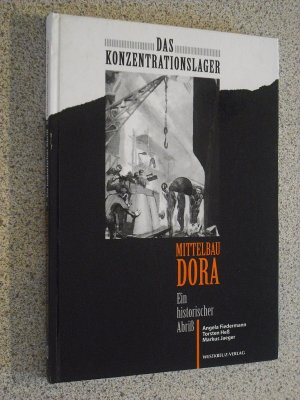 DAS
KONZENTRATIONSLAGER
MITTELBAU
DORA
Ein
historischer
Abriß
Angela Fiedermann
Torsten Heß
Markus Jaeger
WESTKREUZ-VERLAG